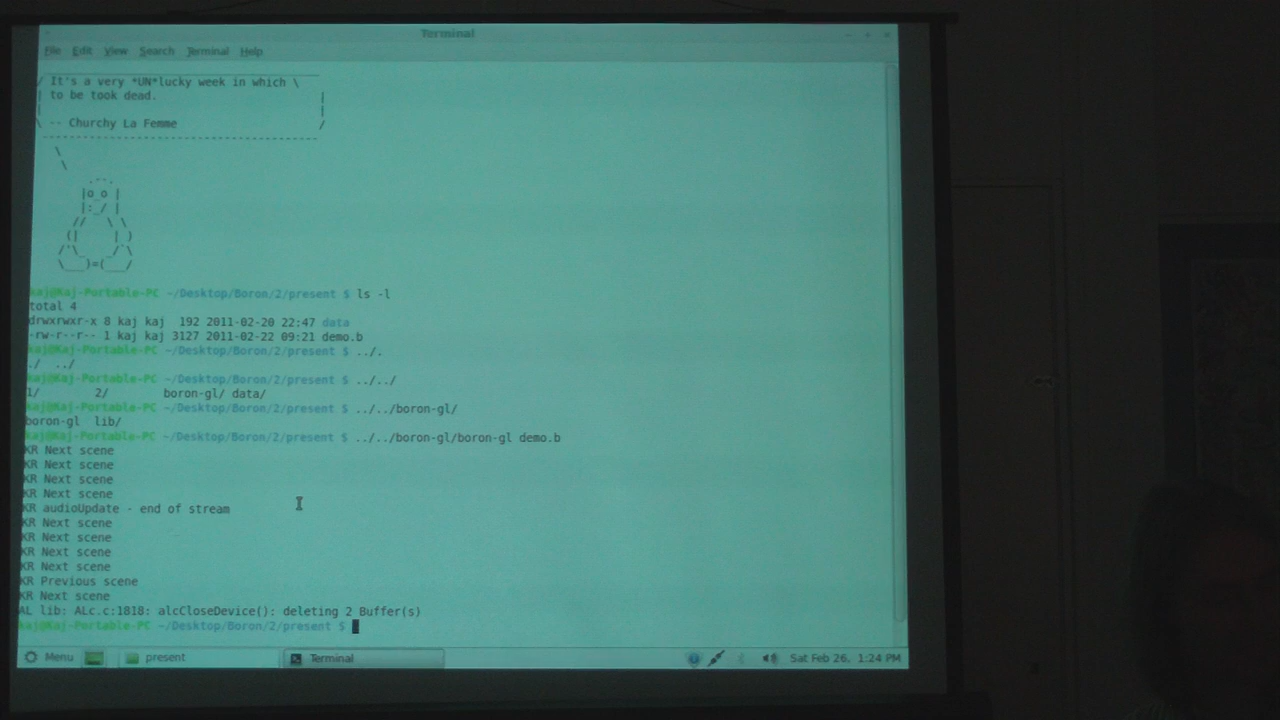 Terminal
File Edit View Search Terminal Help
/ It's a very *UN*lucky week in which \
| to be took dead. |
| |
\ -- Churchy La Femme /
---------------------------------------
\
\
.--.
|o_o |
|:_/ |
// \ \
(| | )
/'\_ _/`\
\___)=(___/
kaj@Kaj-Portable-PC ~/Desktop/Boron/2/present $ ls -l
total 4
drwxrwxr-x 8 kaj kaj 192 2011-02-20 22:47 data
-rw-r--r-- 1 kaj kaj 3127 2011-02-22 09:21 demo.b
kaj@Kaj-Portable-PC ~/Desktop/Boron/2/present $ ../.
./ ../
kaj@Kaj-Portable-PC ~/Desktop/Boron/2/present $ ../../
1/ 2/ boron-gl/ data/
kaj@Kaj-Portable-PC ~/Desktop/Boron/2/present $ ../../boron-gl/
boron-gl lib/
kaj@Kaj-Portable-PC ~/Desktop/Boron/2/present $ ../../boron-gl/boron-gl demo.b
KR Next scene
KR Next scene
KR Next scene
KR Next scene
KR audioUpdate - end of stream
KR Next scene
KR Next scene
KR Next scene
KR Next scene
KR Previous scene
KR Next scene
AL lib: ALc.c:1818: alcCloseDevice(): deleting 2 Buffer(s)
kaj@Kaj-Portable-PC ~/Desktop/Boron/2/present $
Menu present Terminal Sat Feb 26, 1:24 PM